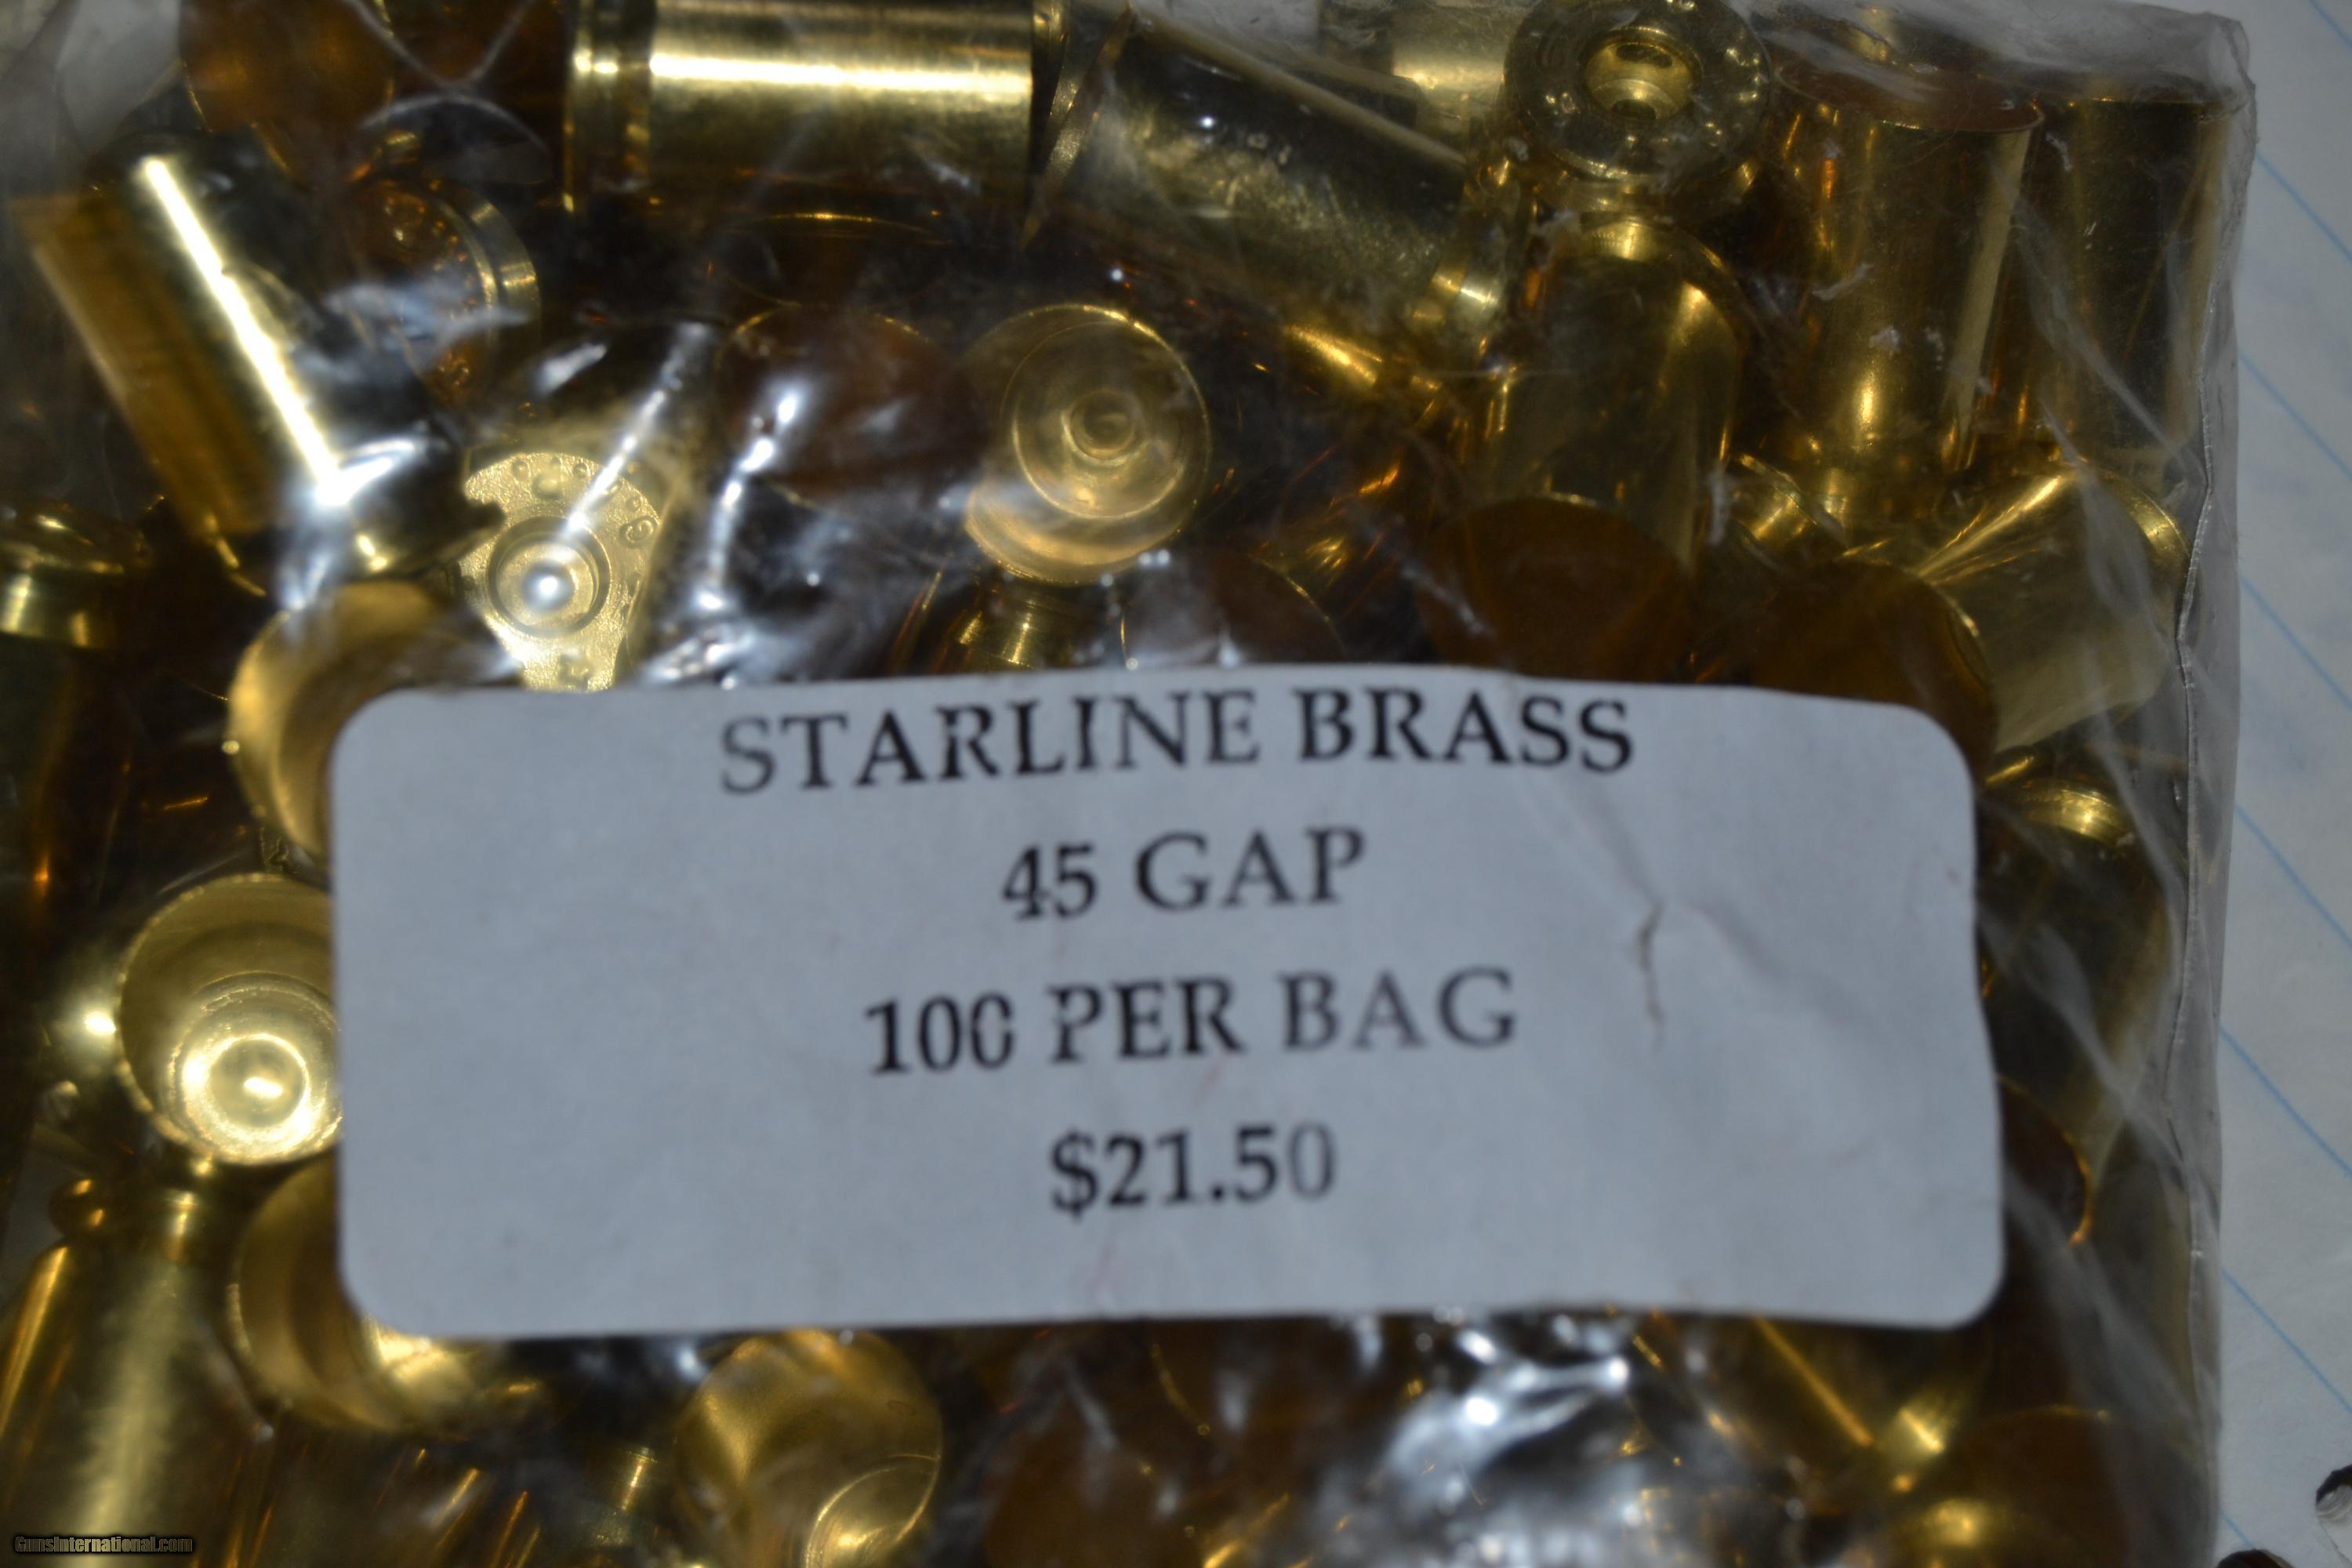 STARLINE BRASS
45 GAP
100 PER BAG
$21.50
GunsInternational.com